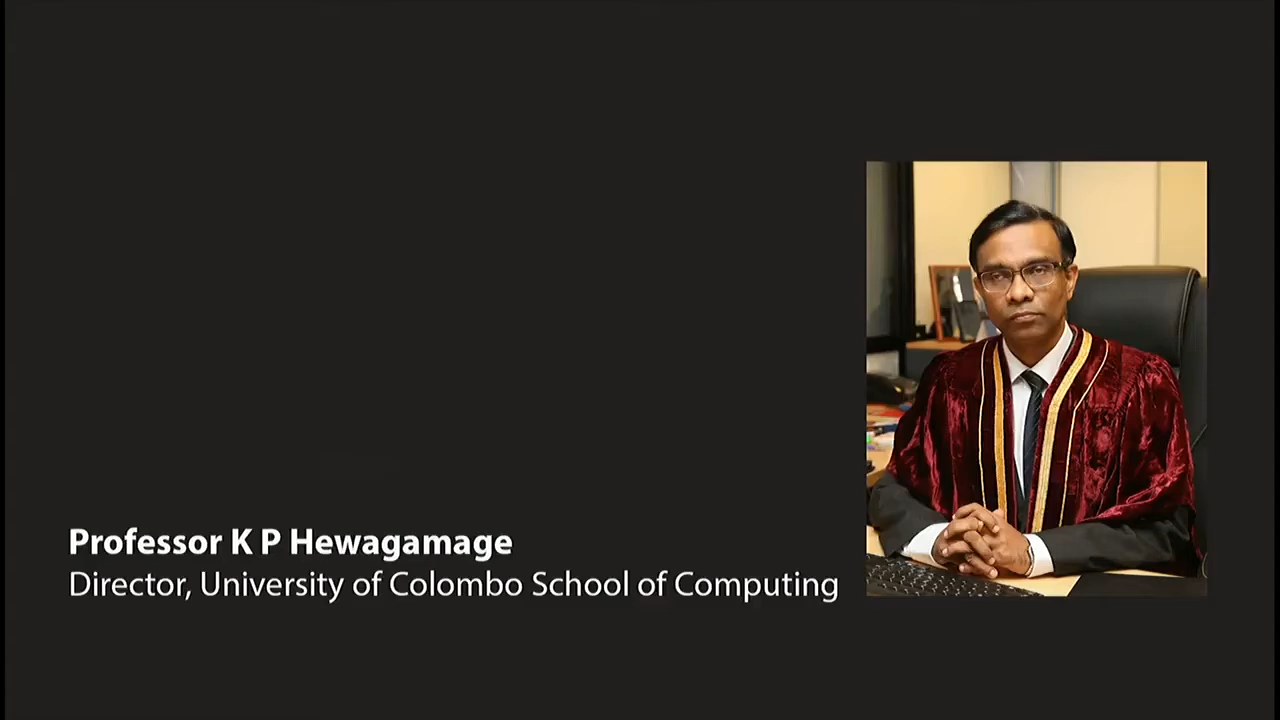 Professor K P Hewagamage
Director, University of Colombo School of Computing